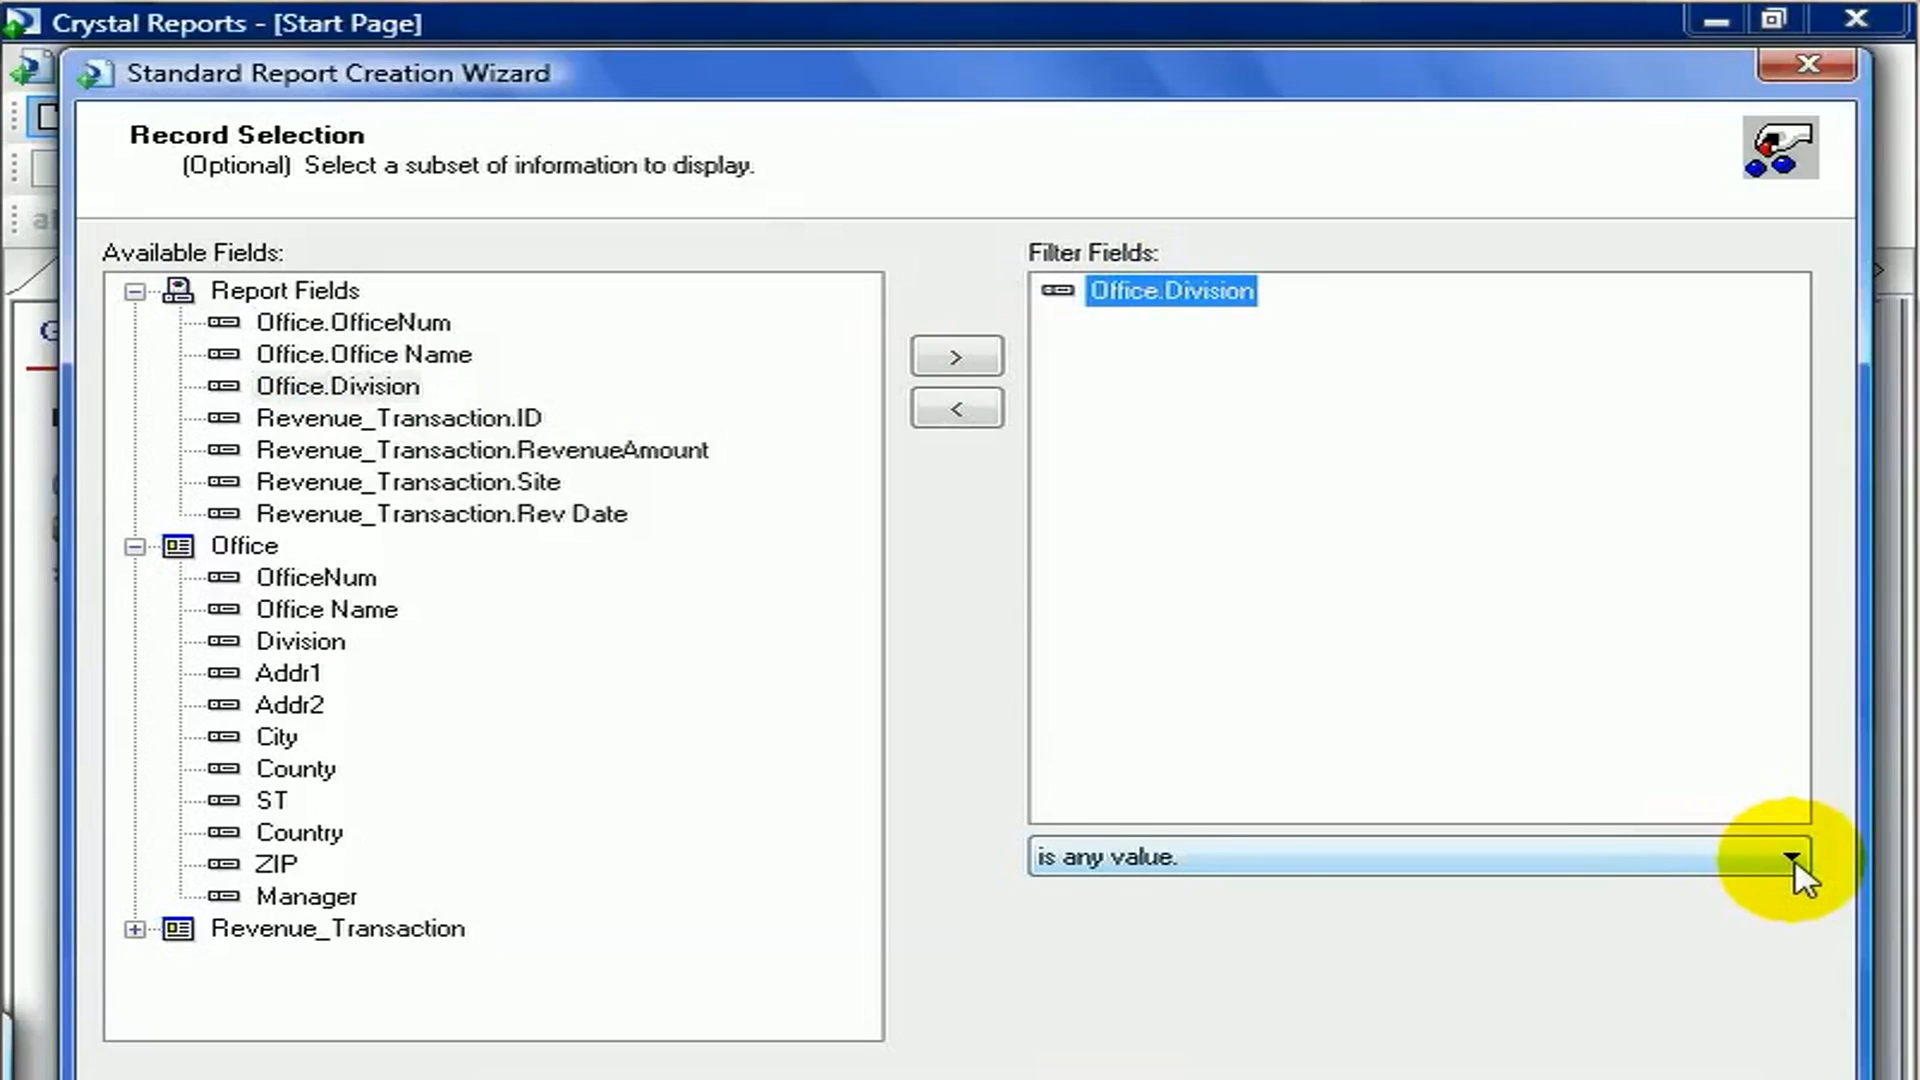 Crystal Reports - [Start Page]
Standard Report Creation Wizard
Record Selection
(Optional) Select a subset of information to display.
Available Fields:
Filter Fields:
Report Fields
Office.OfficeNum
Office.Office Name
Office.Division
Revenue_Transaction.ID
Revenue_Transaction.RevenueAmount
Revenue_Transaction.Site
Revenue_Transaction.Rev Date
Office
OfficeNum
Office Name
Division
Addr1
Addr2
City
County
ST
Country
ZIP
Manager
Revenue_Transaction
>
<
Office.Division
is any value.